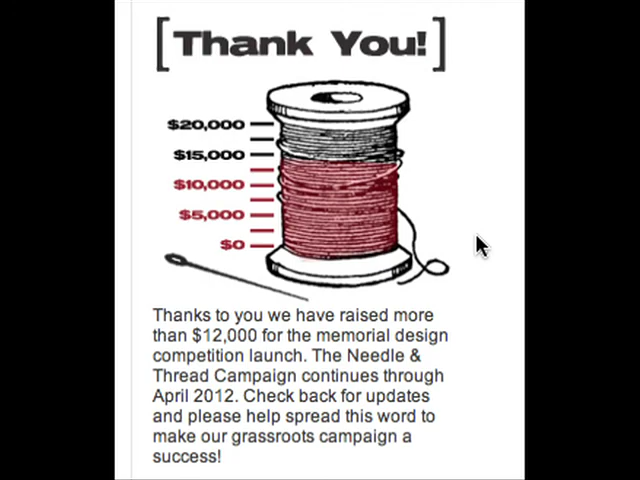 [Thank You!]
$20,000
$15,000
$10,000
$5,000
$0
Thanks to you we have raised more
than $12,000 for the memorial design
competition launch. The Needle &
Thread Campaign continues through
April 2012. Check back for updates
and please help spread this word to
make our grassroots campaign a
success!